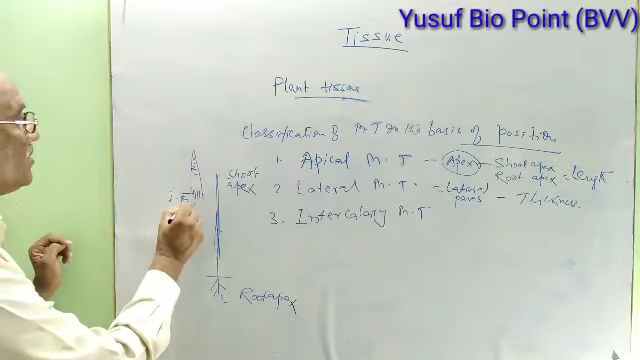 Yusuf Bio Point (BVV)
Tissue
Plant tissue
Classification of M T on the basis of position
1. Apical M. T - Apex - Shoot apex
Root apex = Length
2. Lateral M. T. = Lateral - Thickness.
3. Intercalary M. T
Shoot apex
Root apex